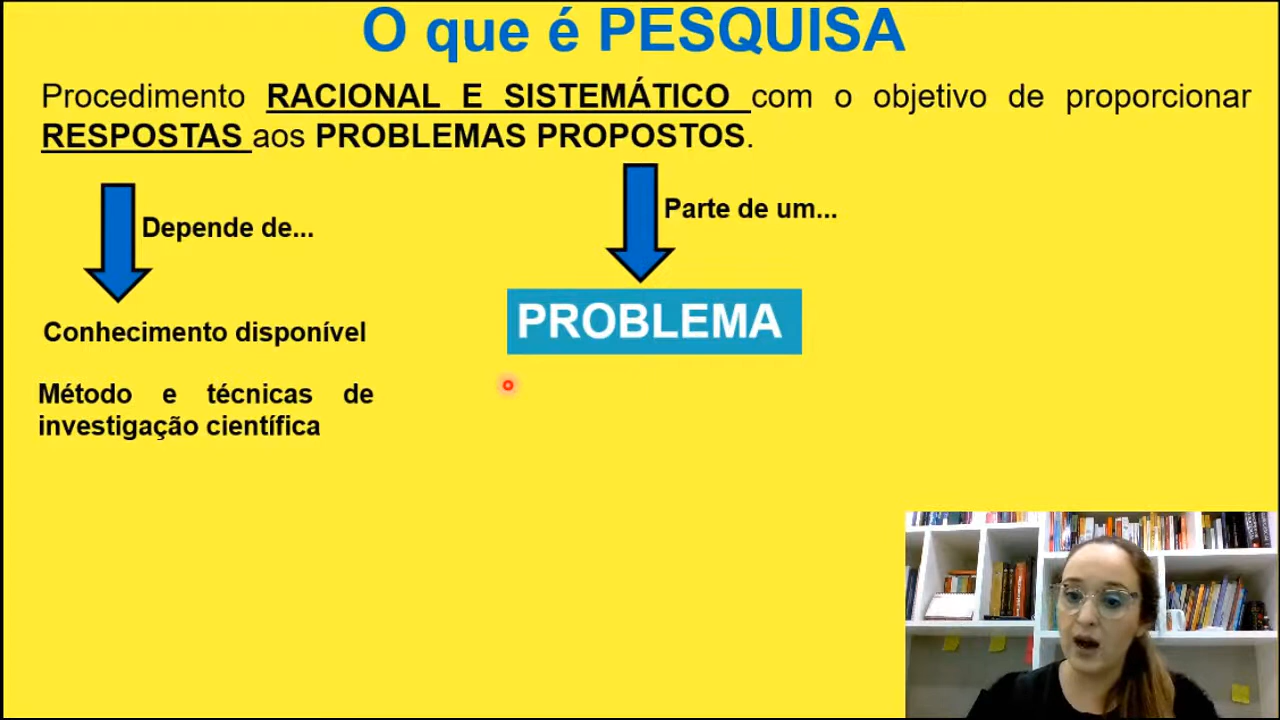 O que é PESQUISA
Procedimento RACIONAL E SISTEMÁTICO com o objetivo de proporcionar
RESPOSTAS aos PROBLEMAS PROPOSTOS.
Depende de...
Parte de um...
PROBLEMA
Conhecimento disponível
Método e técnicas de
investigação científica